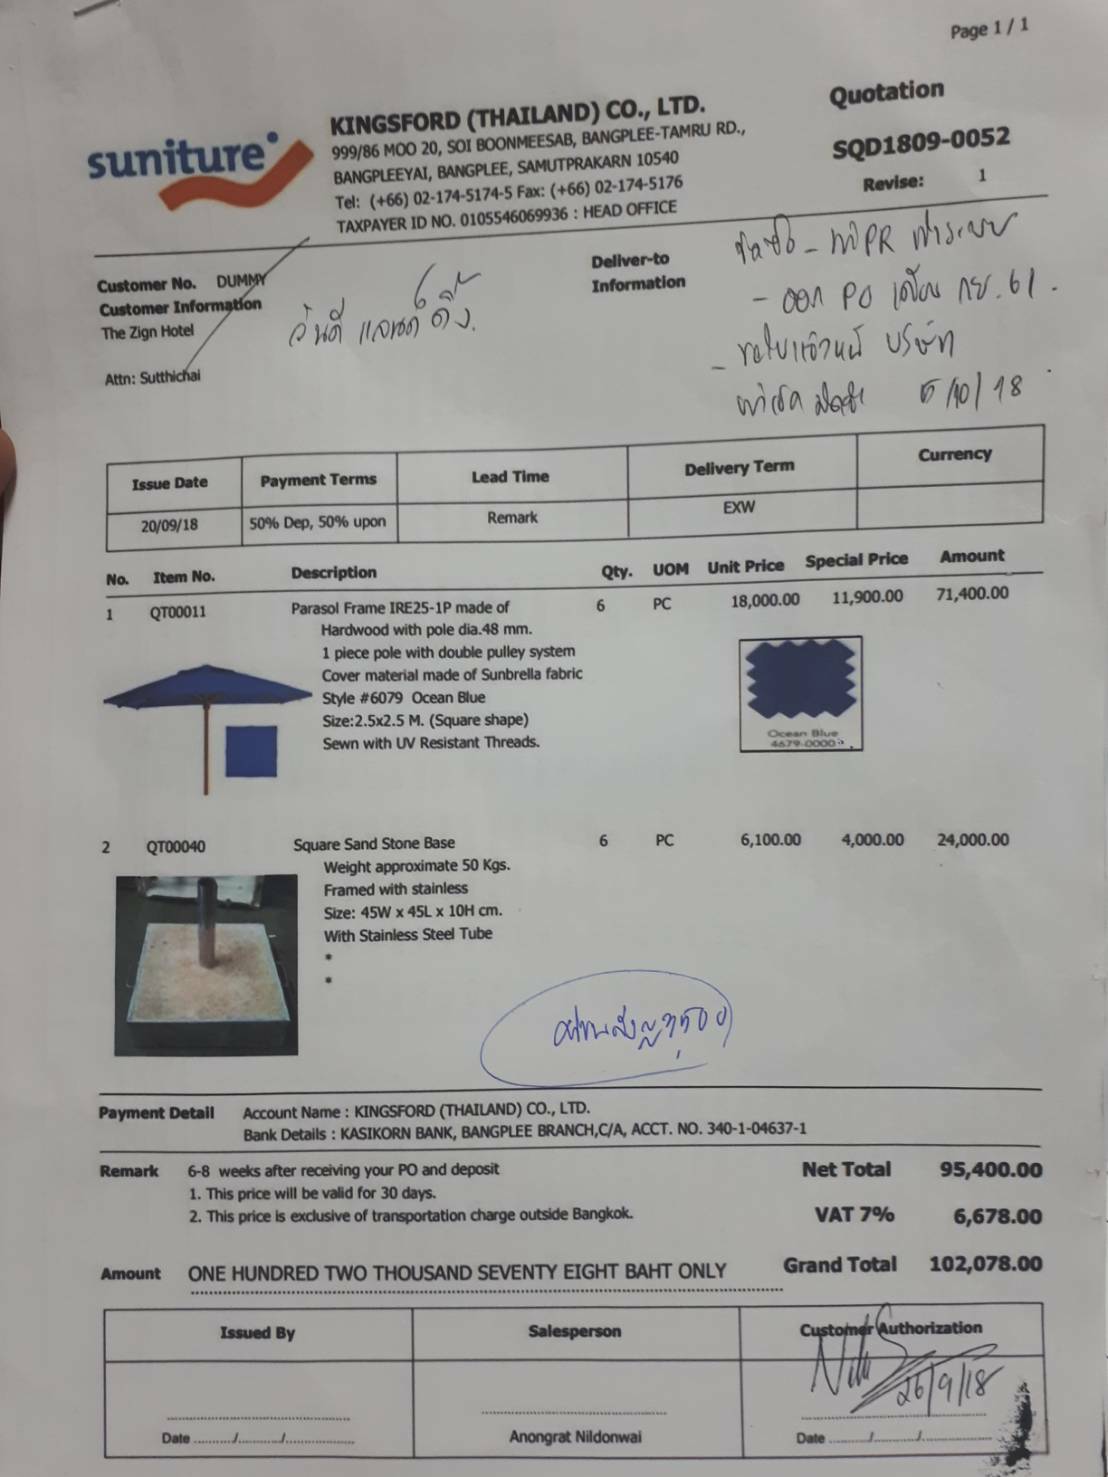 Page 1 / 1
suniture
KINGSFORD (THAILAND) CO., LTD.
999/86 MOO 20, SOI BOONMEESAB, BANGPLEE-TAMRU RD.,
BANGPLEEYAI, BANGPLEE, SAMUTPRAKARN 10540
Tel: (+66) 02-174-5174-5 Fax: (+66) 02-174-5176
TAXPAYER ID NO. 0105546069936 : HEAD OFFICE
Quotation
SQD1809-0052
Revise: 1
Customer No. DUMMY
Customer Information
The Zign Hotel
Attn: Sutthichai
วันดี แลนด์
Deliver-to
Information
จัดซื้อ - PR
- ออก PO เดือน กย. 61.
- บริษัท
5/10/18
Issue Date Payment Terms Lead Time Delivery Term Currency
20/09/18 50% Dep, 50% upon Remark EXW
No. Item No. Description Qty. UOM Unit Price Special Price Amount
1 QT00011 Parasol Frame IRE25-1P made of 6 PC 18,000.00 11,900.00 71,400.00
Hardwood with pole dia.48 mm.
1 piece pole with double pulley system
Cover material made of Sunbrella fabric
Style #6079 Ocean Blue
Size:2.5x2.5 M. (Square shape)
Sewn with UV Resistant Threads.
Ocean Blue
4679-0000
2 QT00040 Square Sand Stone Base 6 PC 6,100.00 4,000.00 24,000.00
Weight approximate 50 Kgs.
Framed with stainless
Size: 45W x 45L x 10H cm.
With Stainless Steel Tube
*
*
Payment Detail Account Name : KINGSFORD (THAILAND) CO., LTD.
Bank Details : KASIKORN BANK, BANGPLEE BRANCH,C/A, ACCT. NO. 340-1-04637-1
Remark 6-8 weeks after receiving your PO and deposit
1. This price will be valid for 30 days.
2. This price is exclusive of transportation charge outside Bangkok.
Net Total 95,400.00
VAT 7% 6,678.00
Grand Total 102,078.00
Amount ONE HUNDRED TWO THOUSAND SEVENTY EIGHT BAHT ONLY
Issued By Salesperson Customer Authorization
26/9/18
Date ........../........../.................. Anongrat Nildonwai Date ........../........../..................